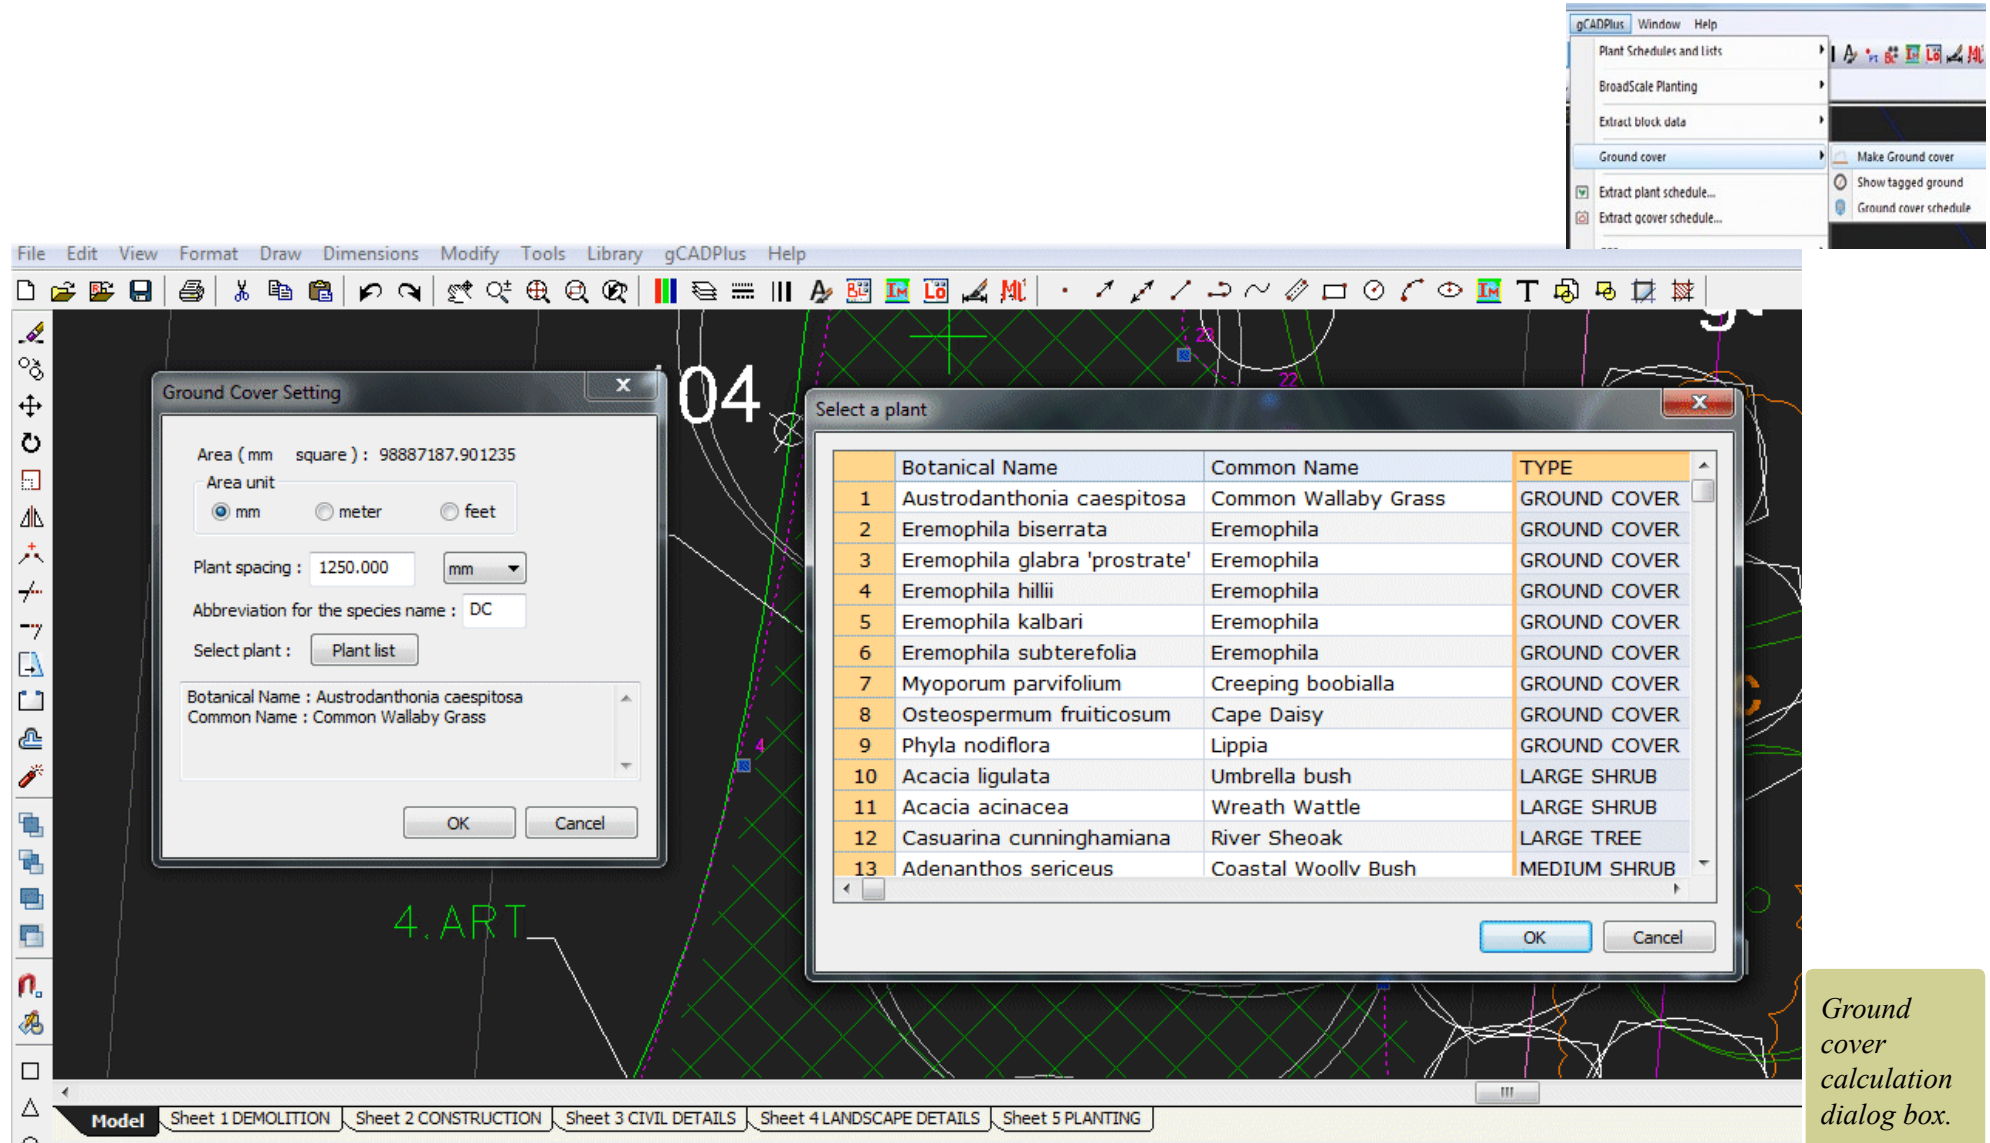 gCADPlus Window Help
Plant Schedules and Lists
BroadScale Planting
Extract block data
Ground cover
Make Ground cover
Show tagged ground
Ground cover schedule
Extract plant schedule...
Extract gcover schedule...
File Edit View Format Draw Dimensions Modify Tools Library gCADPlus Help
04
23
22
Ground Cover Setting
Area ( mm square ) : 98887187.901235
Area unit
mm meter feet
Plant spacing : 1250.000 mm
Abbreviation for the species name : DC
Select plant : Plant list
Botanical Name : Austrodanthonia caespitosa
Common Name : Common Wallaby Grass
OK Cancel
4
4.ART
Select a plant
Botanical Name Common Name TYPE
1 Austrodanthonia caespitosa Common Wallaby Grass GROUND COVER
2 Eremophila biserrata Eremophila GROUND COVER
3 Eremophila glabra 'prostrate' Eremophila GROUND COVER
4 Eremophila hillii Eremophila GROUND COVER
5 Eremophila kalbari Eremophila GROUND COVER
6 Eremophila subterefolia Eremophila GROUND COVER
7 Myoporum parvifolium Creeping boobialla GROUND COVER
8 Osteospermum fruiticosum Cape Daisy GROUND COVER
9 Phyla nodiflora Lippia GROUND COVER
10 Acacia ligulata Umbrella bush LARGE SHRUB
11 Acacia acinacea Wreath Wattle LARGE SHRUB
12 Casuarina cunninghamiana River Sheoak LARGE TREE
13 Adenanthos sericeus Coastal Woolly Bush MEDIUM SHRUB
OK Cancel
Model Sheet 1 DEMOLITION Sheet 2 CONSTRUCTION Sheet 3 CIVIL DETAILS Sheet 4 LANDSCAPE DETAILS Sheet 5 PLANTING
Ground
cover
calculation
dialog box.